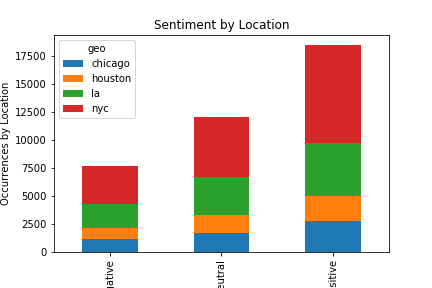 Sentiment by Location
geo
chicago
houston
la
nyc
Occurrences by Location
17500
15000
12500
10000
7500
5000
2500
0
gative
eutral
sitive